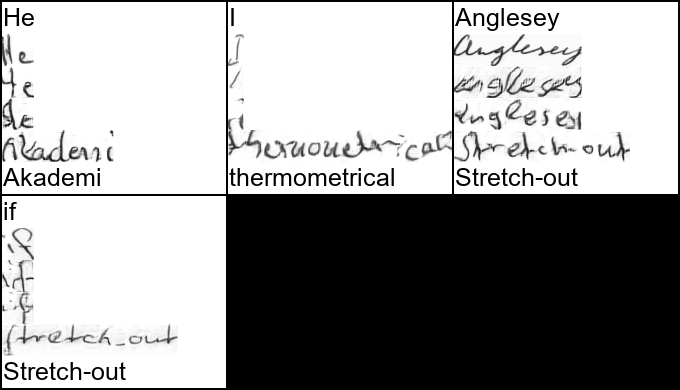 He
He
He
He
Akademi
Akademi
I
I
I
I
thermometrical
thermometrical
Anglesey
Anglesey
Anglesey
Anglesey
Stretch-out
Stretch-out
if
if
if
if
Stretch-out
Stretch-out